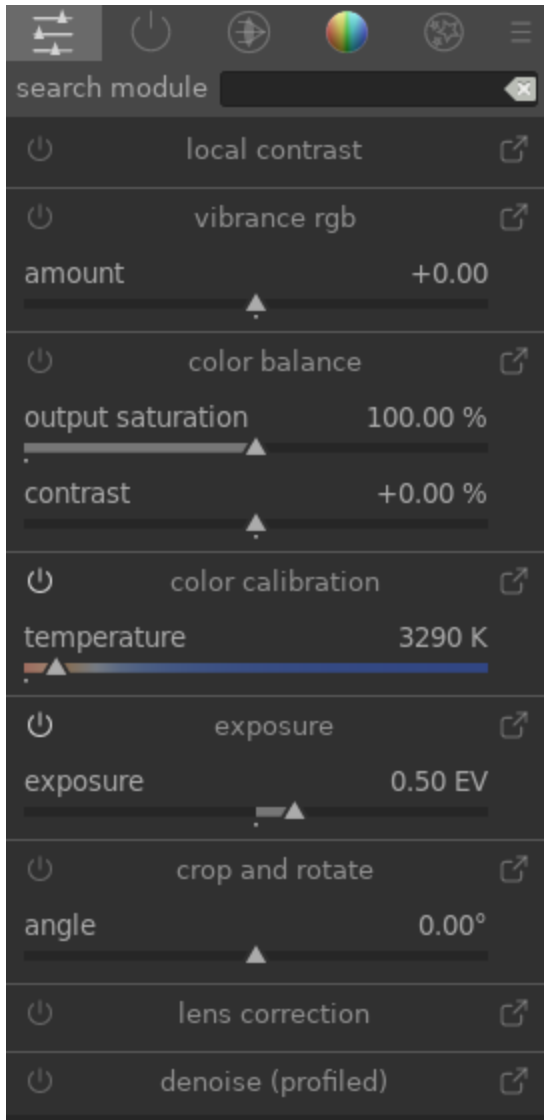 search module
local contrast
vibrance rgb
amount +0.00
color balance
output saturation 100.00 %
contrast +0.00 %
color calibration
temperature 3290 K
exposure
exposure 0.50 EV
crop and rotate
angle 0.00°
lens correction
denoise (profiled)